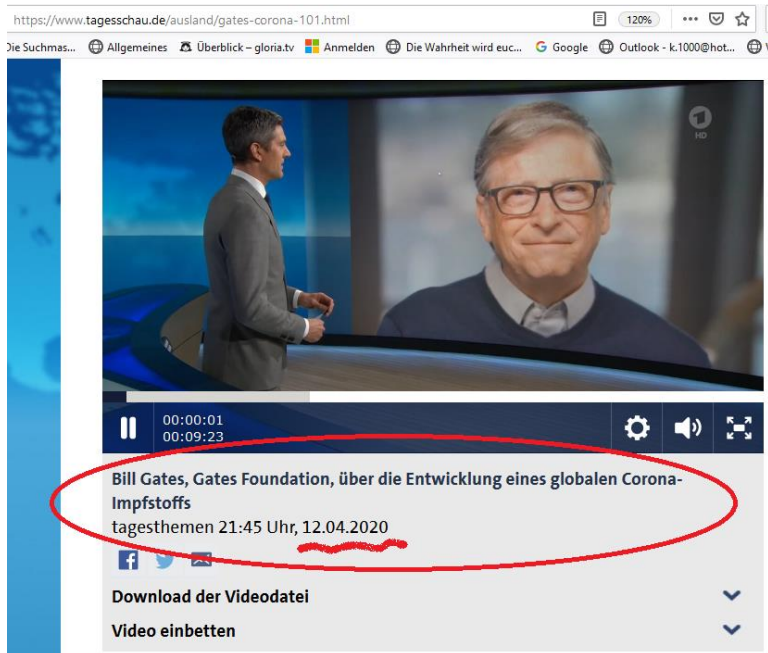 https://www.tagesschau.de/ausland/gates-corona-101.html 120%
Die Suchmas... Allgemeines Überblick – gloria.tv Anmelden Die Wahrheit wird euc... Google Outlook - k.1000@hot...
1
HD
00:00:01
00:09:23
Bill Gates, Gates Foundation, über die Entwicklung eines globalen Corona-
Impfstoffs
tagesthemen 21:45 Uhr, 12.04.2020
Download der Videodatei
Video einbetten